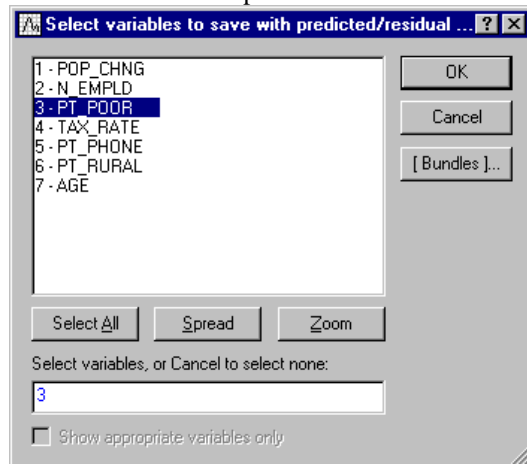 Select variables to save with predicted/residual ... ? X
1 - POP_CHNG
2 - N_EMPLD
3 - PT_POOR
4 - TAX_RATE
5 - PT_PHONE
6 - PT_RURAL
7 - AGE
OK
Cancel
[ Bundles ]...
Select All
Spread
Zoom
Select variables, or Cancel to select none:
3
Show appropriate variables only